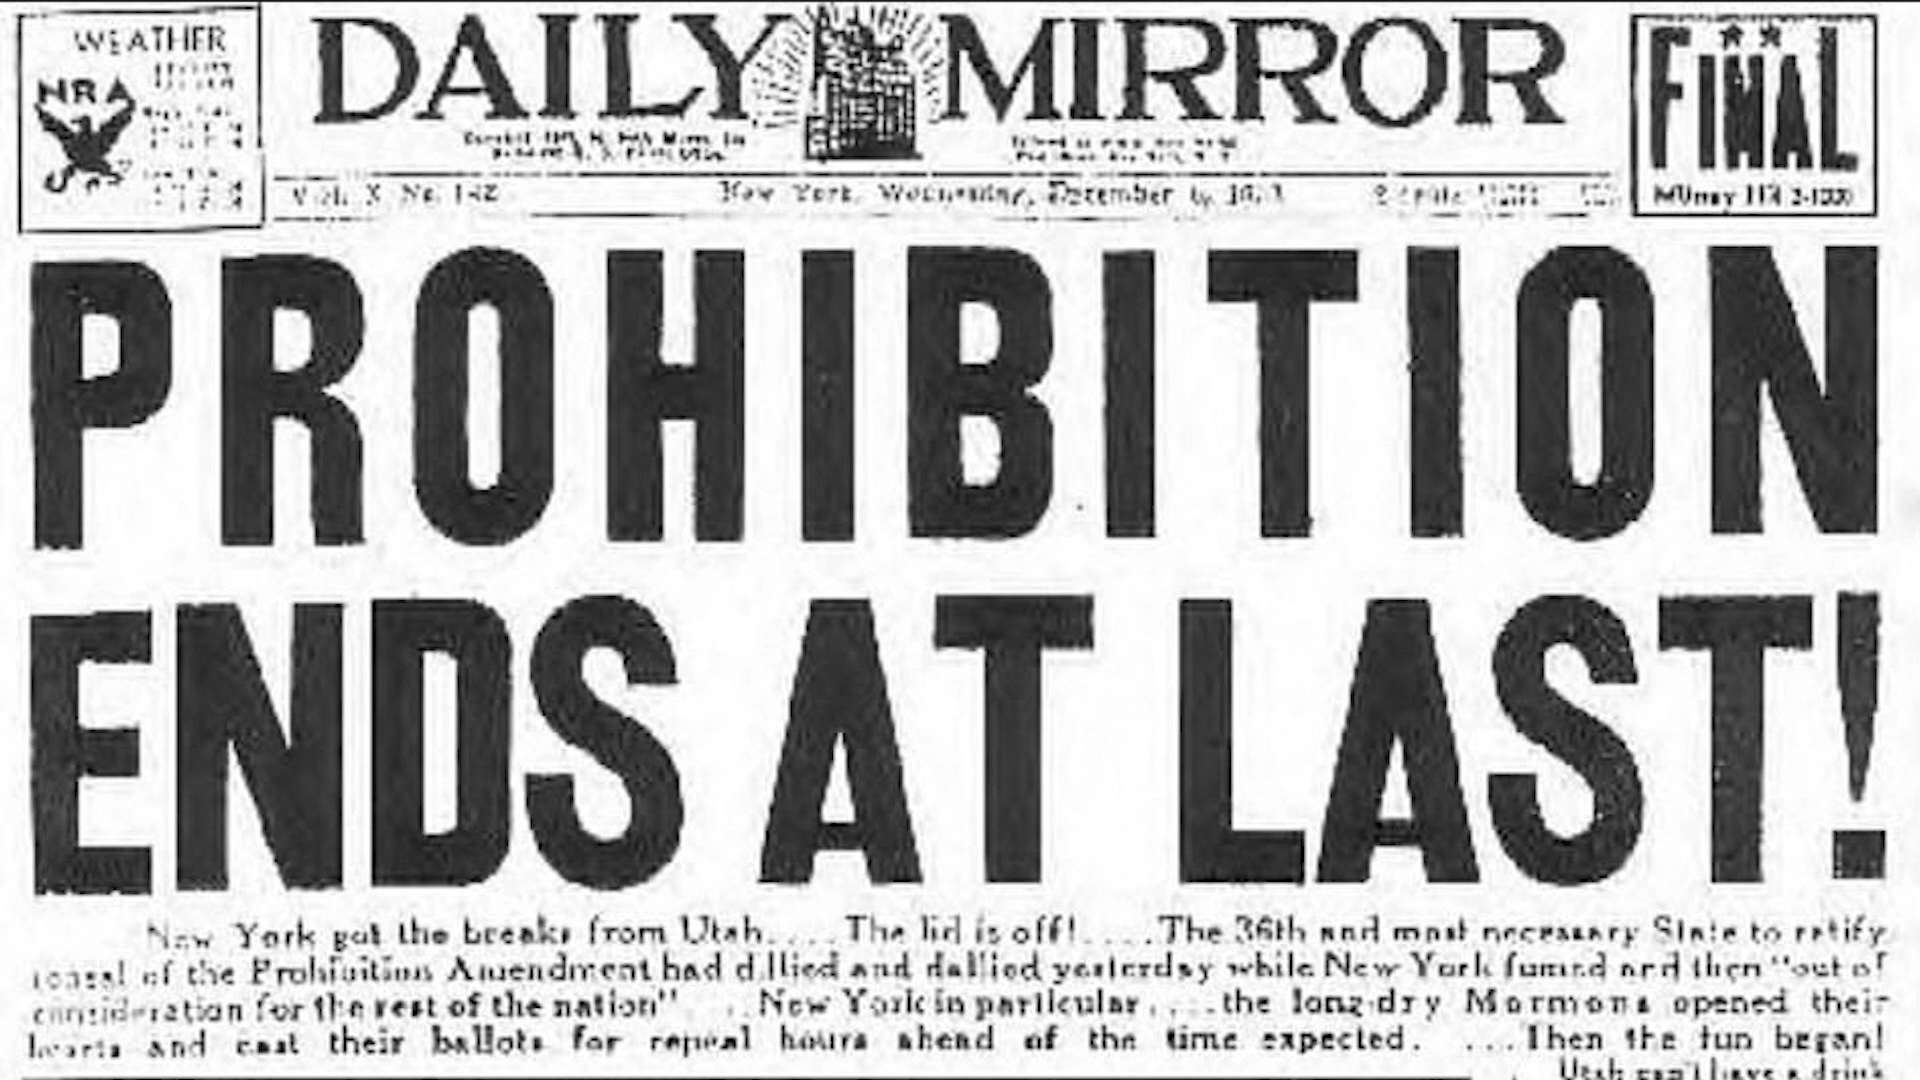 WEATHER
NRA
DAILY MIRROR
FINAL
New York, Wednesday, December 6, 1933
PROHIBITION
ENDS AT LAST!
New York got the breaks from Utah....The lid is off!.....The 36th and most necessary State to ratify
repeal of the Prohibition Amendment had dillied and dallied yesterday while New York fumed and then "out of
consideration for the rest of the nation" ...New York in particular.....the long-dry Mormons opened their
hearts and cast their ballots for repeal hours ahead of the time expected. ....Then the fun began!
Utah can't have a drink